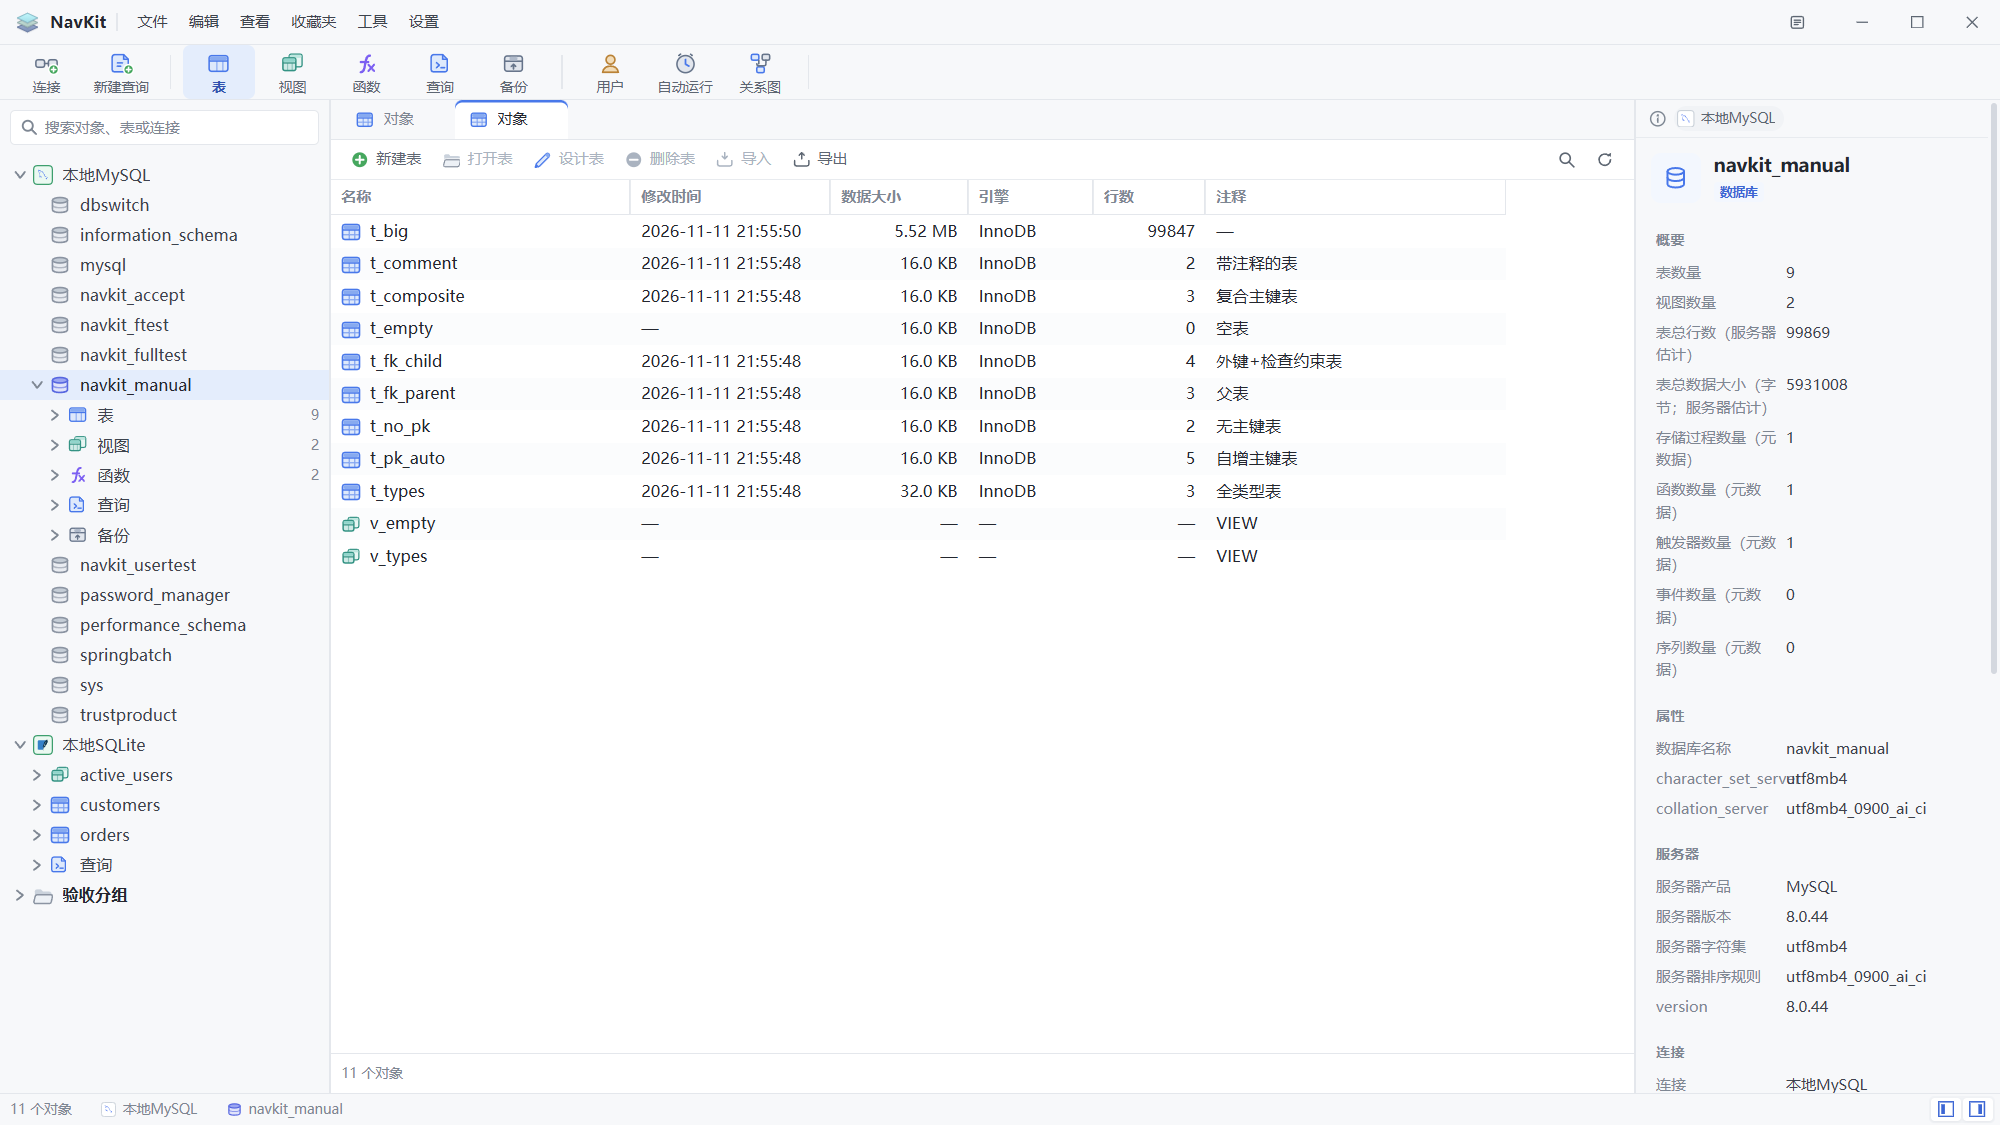 NavKit 文件 编辑 查看 收藏夹 工具 设置
连接 新建查询 表 视图 函数 查询 备份 用户 自动运行 关系图
搜索对象、表或连接
本地MySQL
dbswitch
information_schema
mysql
navkit_accept
navkit_ftest
navkit_fulltest
navkit_manual
表 9
视图 2
函数 2
查询
备份
navkit_usertest
password_manager
performance_schema
springbatch
sys
trustproduct
本地SQLite
active_users
customers
orders
查询
验收分组
对象 对象
新建表 打开表 设计表 删除表 导入 导出
名称 修改时间 数据大小 引擎 行数 注释
t_big 2026-11-11 21:55:50 5.52 MB InnoDB 99847 —
t_comment 2026-11-11 21:55:48 16.0 KB InnoDB 2 带注释的表
t_composite 2026-11-11 21:55:48 16.0 KB InnoDB 3 复合主键表
t_empty — 16.0 KB InnoDB 0 空表
t_fk_child 2026-11-11 21:55:48 16.0 KB InnoDB 4 外键+检查约束表
t_fk_parent 2026-11-11 21:55:48 16.0 KB InnoDB 3 父表
t_no_pk 2026-11-11 21:55:48 16.0 KB InnoDB 2 无主键表
t_pk_auto 2026-11-11 21:55:48 16.0 KB InnoDB 5 自增主键表
t_types 2026-11-11 21:55:48 32.0 KB InnoDB 3 全类型表
v_empty — — — — VIEW
v_types — — — — VIEW
11 个对象
本地MySQL
navkit_manual
数据库
概要
表数量 9
视图数量 2
表总行数（服务器 99869
估计）
表总数据大小（字 5931008
节；服务器估计）
存储过程数量（元 1
数据）
函数数量（元数 1
据）
触发器数量（元数 1
据）
事件数量（元数 0
据）
序列数量（元数 0
据）
属性
数据库名称 navkit_manual
character_set_server utf8mb4
collation_server utf8mb4_0900_ai_ci
服务器
服务器产品 MySQL
服务器版本 8.0.44
服务器字符集 utf8mb4
服务器排序规则 utf8mb4_0900_ai_ci
version 8.0.44
连接
连接 本地MySQL
11 个对象 本地MySQL navkit_manual